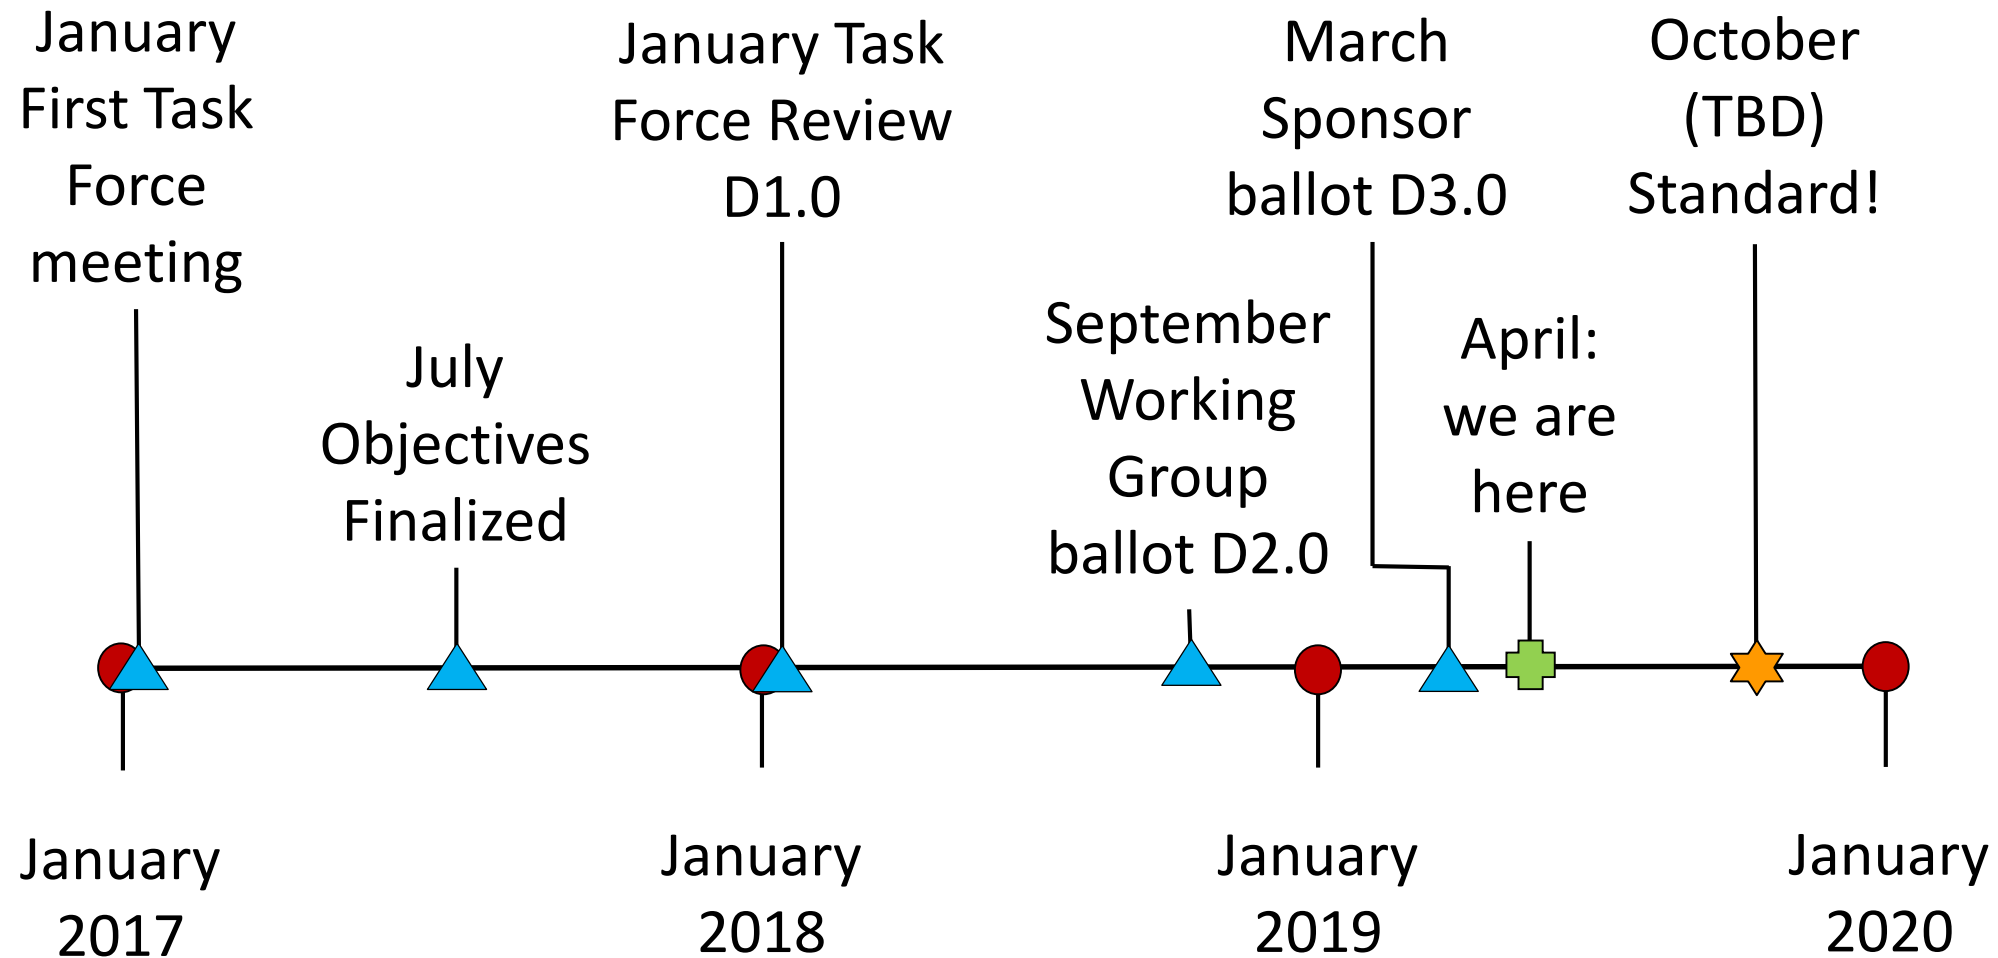 January
First Task
Force
meeting
July
Objectives
Finalized
January Task
Force Review
D1.0
September
Working
Group
ballot D2.0
March
Sponsor
ballot D3.0
April:
we are
here
October
(TBD)
Standard!
January
2017
January
2018
January
2019
January
2020